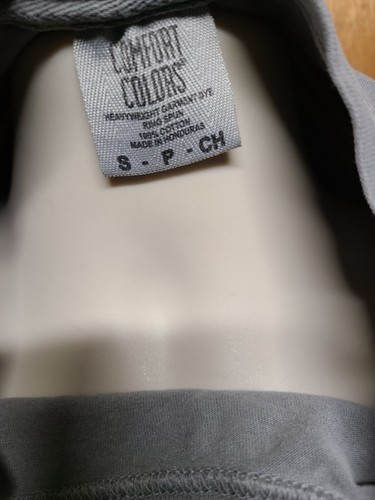 COMFORT
COLORS
HEAVYWEIGHT GARMENT DYE
RING SPUN
100% COTTON
MADE IN HONDURAS
S - P - CH